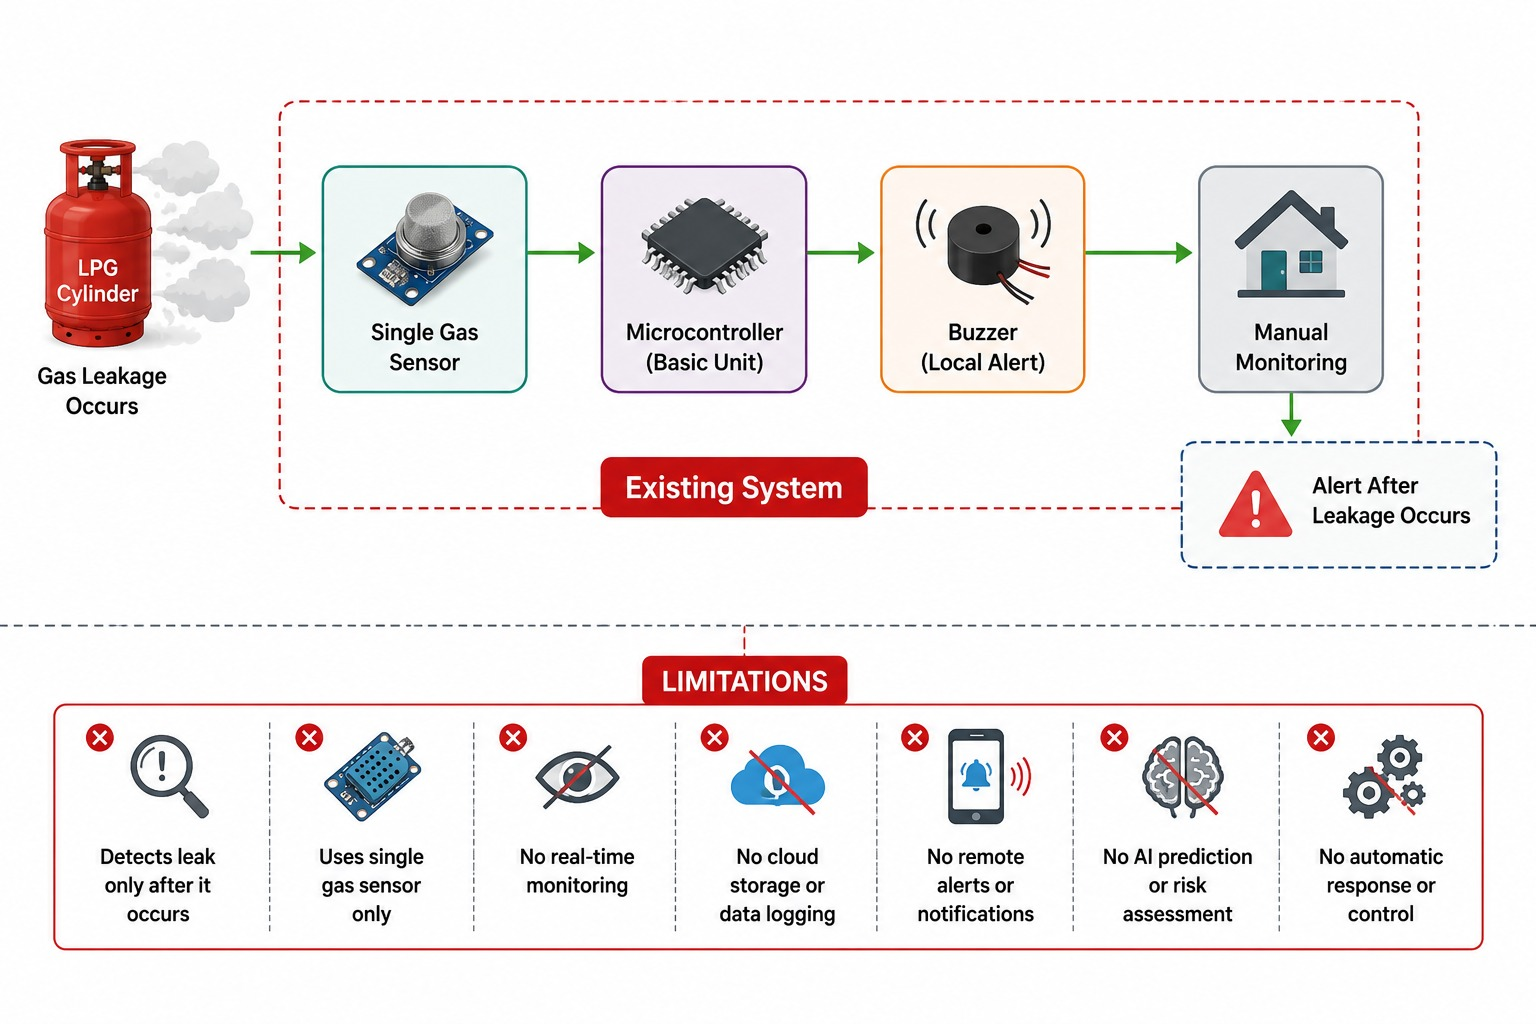 LPG
Cylinder
Gas Leakage
Occurs
Single Gas
Sensor
Microcontroller
(Basic Unit)
Buzzer
(Local Alert)
Manual
Monitoring
Existing System
Alert After
Leakage Occurs
LIMITATIONS
Detects leak
only after it
occurs
Uses single
gas sensor
only
No real-time
monitoring
No cloud
storage or
data logging
No remote
alerts or
notifications
No AI prediction
or risk
assessment
No automatic
response or
control